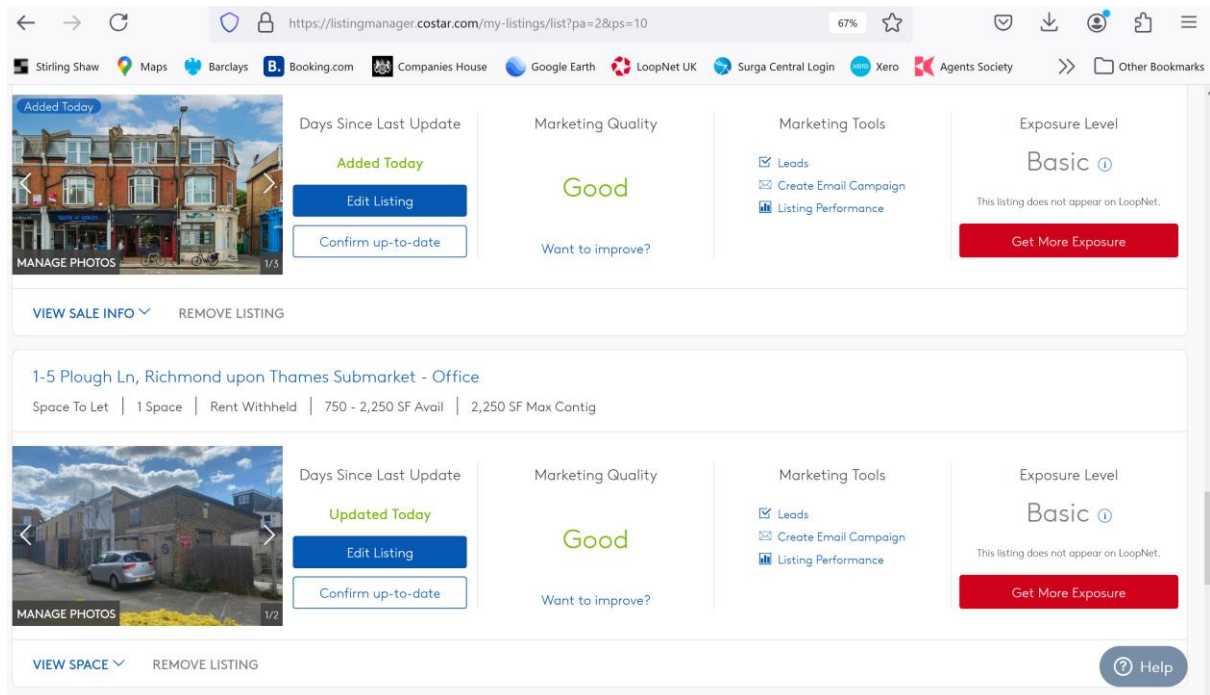 https://listingmanager.costar.com/my-listings/list?pa=2&ps=10 67%
Stirling Shaw Maps Barclays B. Booking.com Companies House Google Earth LoopNet UK Surga Central Login xero Xero Agents Society Other Bookmarks
Added Today
Days Since Last Update Marketing Quality Marketing Tools Exposure Level
Added Today Good Leads Basic
Edit Listing Create Email Campaign This listing does not appear on LoopNet.
Listing Performance
Confirm up-to-date Want to improve? Get More Exposure
MANAGE PHOTOS 1/3
VIEW SALE INFO REMOVE LISTING
1-5 Plough Ln, Richmond upon Thames Submarket - Office
Space To Let | 1 Space | Rent Withheld | 750 - 2,250 SF Avail | 2,250 SF Max Contig
Days Since Last Update Marketing Quality Marketing Tools Exposure Level
Updated Today Good Leads Basic
Edit Listing Create Email Campaign This listing does not appear on LoopNet.
Listing Performance
Confirm up-to-date Want to improve? Get More Exposure
MANAGE PHOTOS 1/2
VIEW SPACE REMOVE LISTING
Help